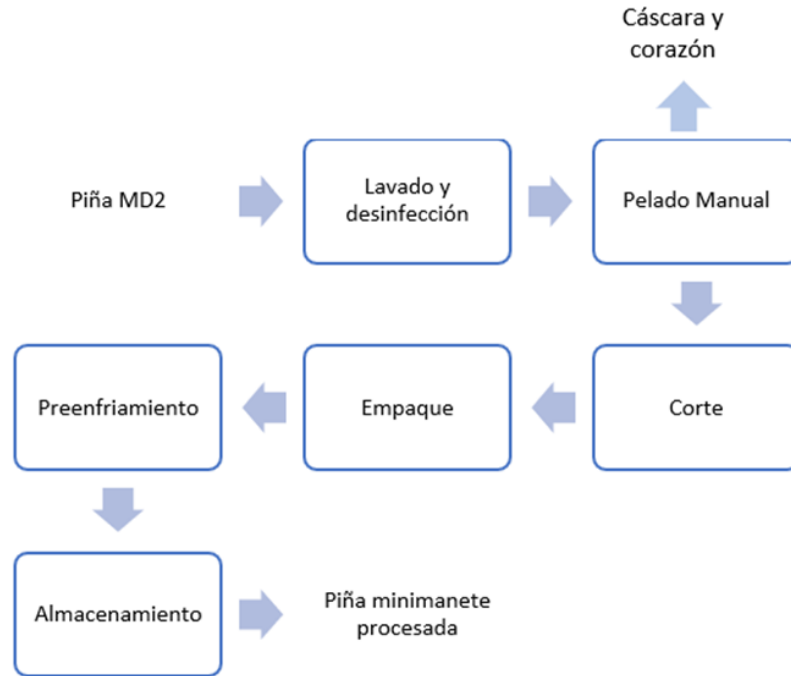 Cáscara y
corazón
Piña MD2
Lavado y
desinfección
Pelado Manual
Preenfriamiento
Empaque
Corte
Almacenamiento
Piña minimanete
procesada